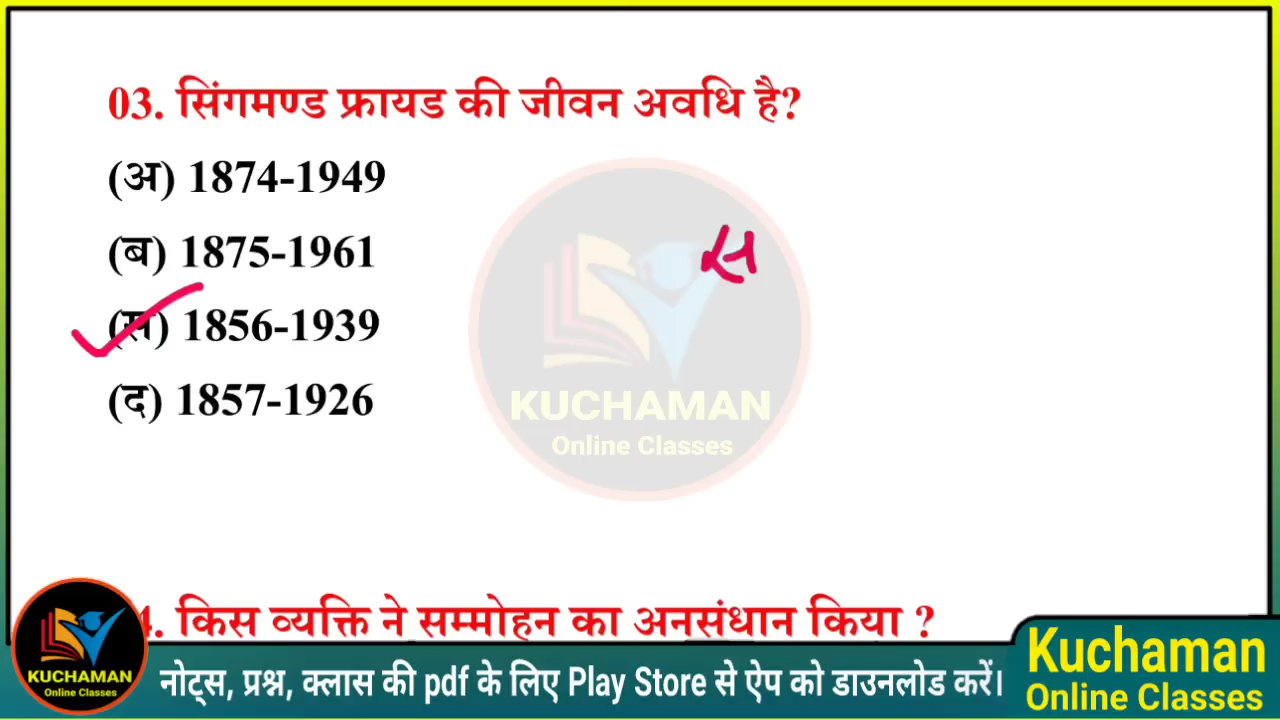 03. सिंगमण्ड फ्रायड की जीवन अवधि है?
(अ) 1874-1949
(ब) 1875-1961
स
(स) 1856-1939
(द) 1857-1926
KUCHAMAN
Online Classes
4. किस व्यक्ति ने सम्मोहन का अनसंधान किया ?
KUCHAMAN
Online Classes
नोट्स, प्रश्न, क्लास की pdf के लिए Play Store से ऐप को डाउनलोड करें।
Kuchaman
Online Classes